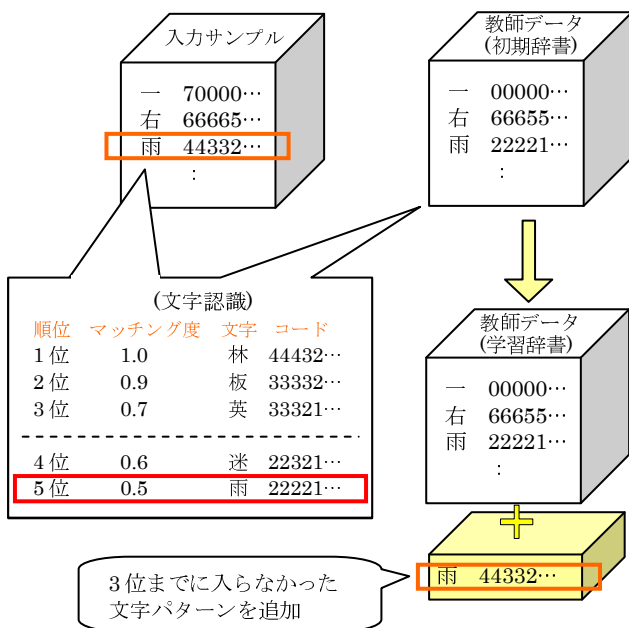 入力サンプル
一 70000…
右 66665…
雨 44332…
:
教師データ
(初期辞書)
一 00000…
右 66655…
雨 22221…
:
(文字認識)
順位 マッチング度 文字 コード
1位 1.0 林 44432…
2位 0.9 板 33332…
3位 0.7 英 33321…
4位 0.6 迷 22321…
5位 0.5 雨 22221…
教師データ
(学習辞書)
一 00000…
右 66655…
雨 22221…
:
雨 44332…
3位までに入らなかった
文字パターンを追加